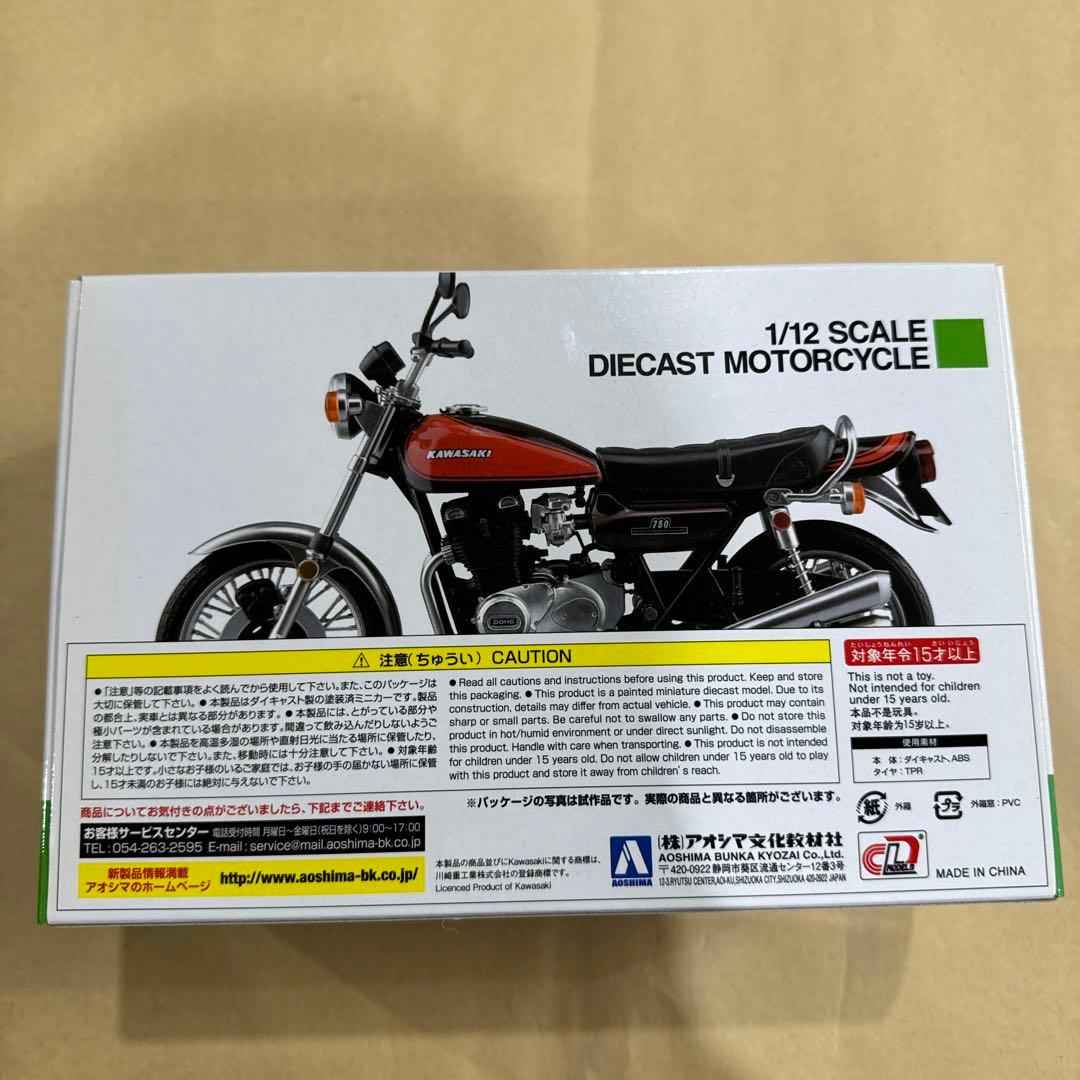 1/12 SCALE
DIECAST MOTORCYCLE
KAWASAKI
750
DOHC
注意(ちゅうい) CAUTION
●「注意」等の記載事項をよく読んでから使用して下さい。また、このパッケージは
大切に保管して下さい。●本製品はダイキャスト製の塗装済ミニカーです。製品
の都合上、実車とは異なる部分があります。●本製品には、とがっている部分や
極小パーツが含まれている場合があります。間違って飲み込んだりしないようご
注意下さい。●本製品を高温多湿の場所や直射日光に当たる場所に保管したり、
分解したりしないで下さい。また、移動時には十分注意して下さい。●対象年齢
15才以上です。小さなお子様のいるご家庭では、お子様の手の届かない場所に保管
し、15才未満のお子様には絶対に与えないで下さい。
● Read all cautions and instructions before using this product. Keep and store
this packaging. ● This product is a painted miniature diecast model. Due to its
construction, details may differ from actual vehicle. ● This product may contain
sharp or small parts. Be careful not to swallow any parts. ● Do not store this
product in hot/humid environment or under direct sunlight. Do not disassemble
this product. Handle with care when transporting. ● This product is not intended
for children under 15 years old. Do not allow children under 15 years old to play
with this product and store it away from children's reach.
たいしょうねんれい さいいじょう
対象年令15才以上
This is not a toy.
Not intended for children
under 15 years old.
本品不是玩具。
对象年龄为15岁以上。
使用素材
本 体:ダイキャスト、ABS
タイヤ:TPR
商品についてお気付きの点がございましたら、下記までご連絡下さい。
お客様サービスセンター 電話受付時間 月曜日〜金曜日(祝日を除く)9:00〜17:00
TEL:054-263-2595 E-mail:service@mail.aoshima-bk.co.jp
新製品情報満載
アオシマのホームページ
http://www.aoshima-bk.co.jp/
※パッケージの写真は試作品です。実際の商品と異なる箇所がございます。
本製品の商品並びにKawasakiに関する商標は、
川崎重工業株式会社の登録商標です。
Licenced Product of Kawasaki
AOSHIMA
(株)アオシマ文化教材社
AOSHIMA BUNKA KYOZAI Co.,Ltd.
〒420-0922 静岡市葵区流通センター12番3号
12-3,RYUTSU CENTER,AOI-KU,SHIZUOKA CITY, SHIZUOKA 420-0922 JAPAN
紙 外箱
プラ 外箱窓:PVC
MADE IN CHINA